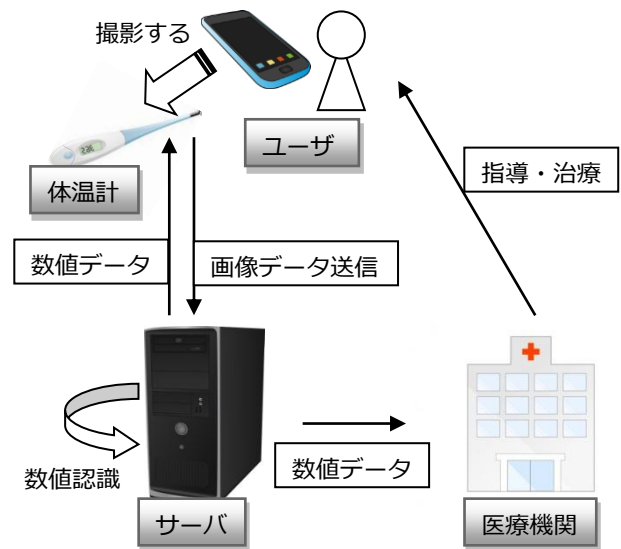 撮影する
ユーザ
体温計
指導・治療
数値データ
画像データ送信
数値認識
数値データ
サーバ
医療機関